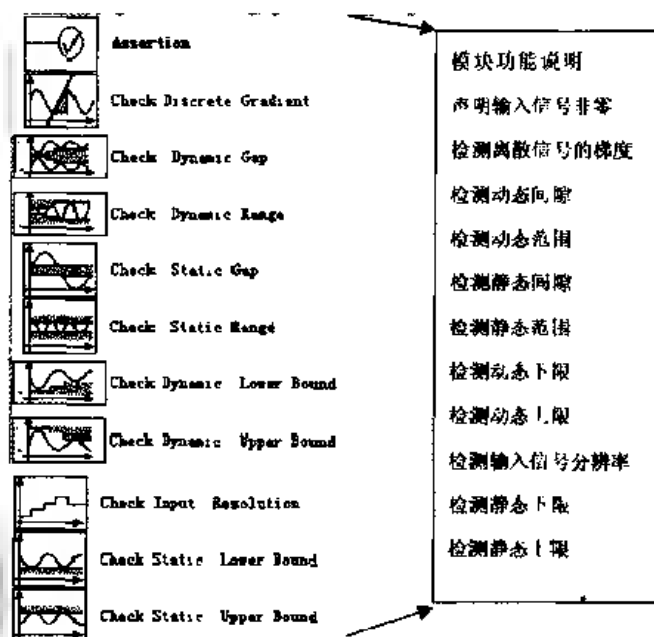 Assertion
Check Discrete Gradient
Check Dynamic Gap
Check Dynamic Range
Check Static Gap
Check Static Range
Check Dynamic Lower Bound
Check Dynamic Upper Bound
Check Input Resolution
Check Static Lower Bound
Check Static Upper Bound
模块功能说明
声明输入信号非零
检测离散信号的梯度
检测动态间隙
检测动态范围
检测静态间隙
检测静态范围
检测动态下限
检测动态上限
检测输入信号分辨率
检测静态下限
检测静态上限